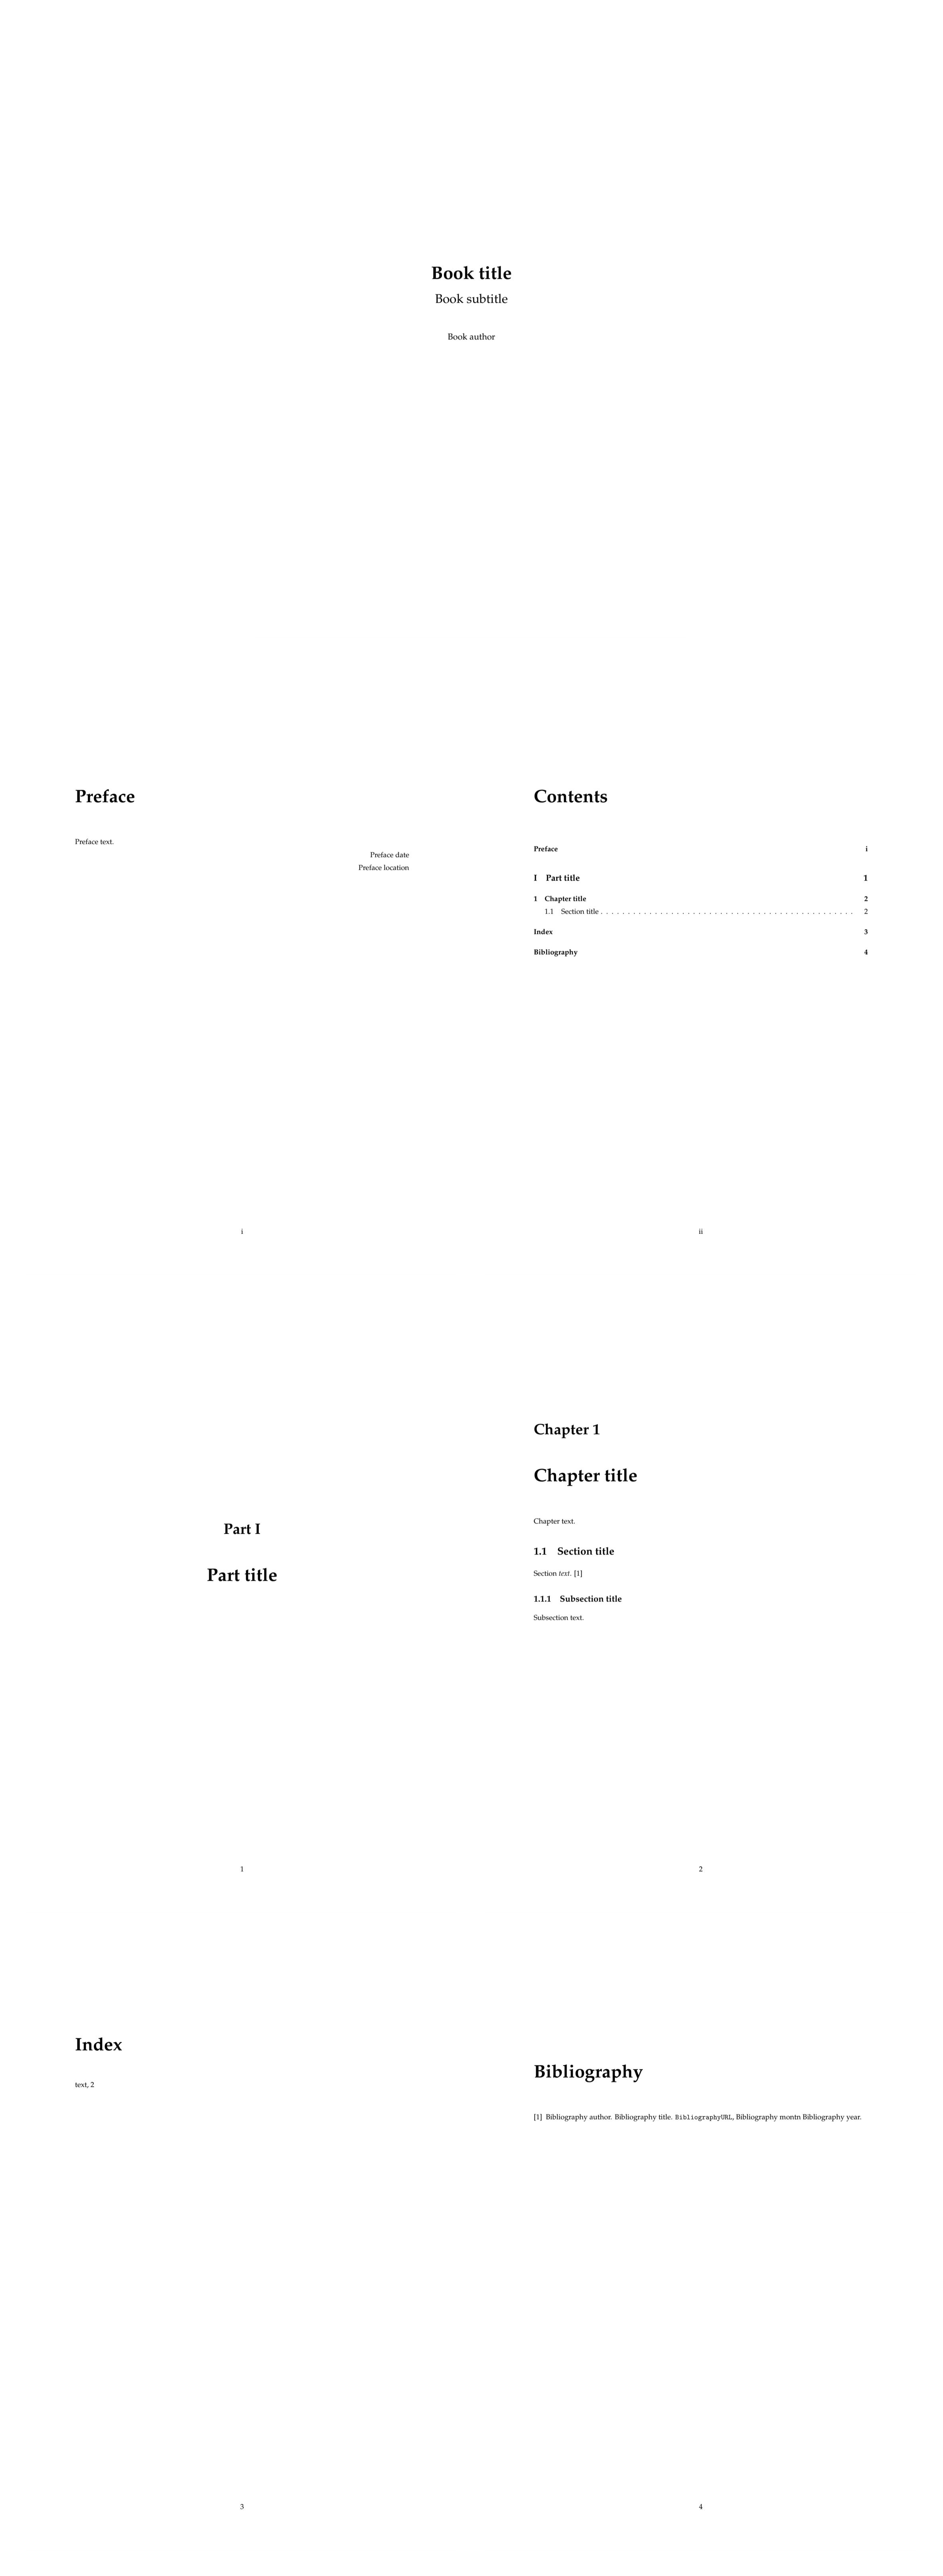 Book title
Book subtitle
Book author
Preface
Preface text.
Preface date
Preface location
i
Contents
Preface i
I Part title 1
1 Chapter title 2
1.1 Section title . . . . . . . . . . . . . . . . . . . . . . . . . . . . . . . . . . . . . . . . . . . . . . . . 2
Index 3
Bibliography 4
ii
Part I
Part title
1
Chapter 1
Chapter title
Chapter text.
1.1 Section title
Section text. [1]
1.1.1 Subsection title
Subsection text.
2
Index
text, 2
3
Bibliography
[1] Bibliography author. Bibliography title. BibliographyURL, Bibliography montn Bibliography year.
4